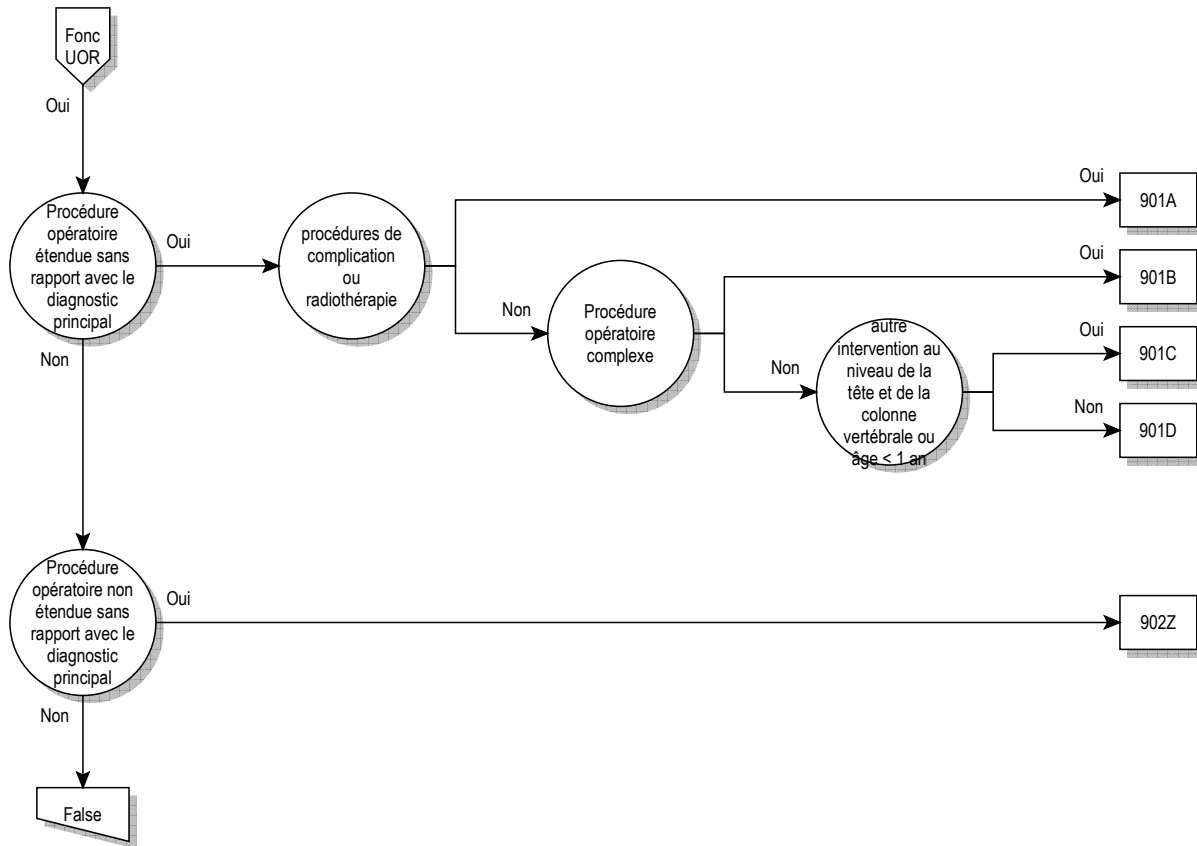 Fonc
UOR
Oui
Procédure
opératoire
étendue sans
rapport avec le
diagnostic
principal
Oui
Non
procédures de
complication
ou
radiothérapie
Oui
901A
Non
Procédure
opératoire
complexe
Oui
901B
Non
autre
intervention au
niveau de la
tête et de la
colonne
vertébrale ou
âge < 1 an
Oui
901C
Non
901D
Procédure
opératoire non
étendue sans
rapport avec le
diagnostic
principal
Oui
902Z
Non
False